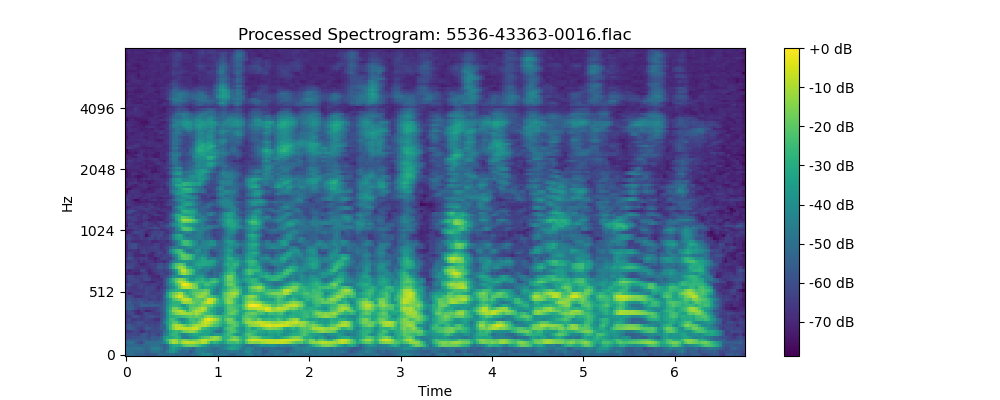 Processed Spectrogram: 5536-43363-0016.flac
Hz
4096
2048
1024
512
0
0 1 2 3 4 5 6
Time
+0 dB
-10 dB
-20 dB
-30 dB
-40 dB
-50 dB
-60 dB
-70 dB